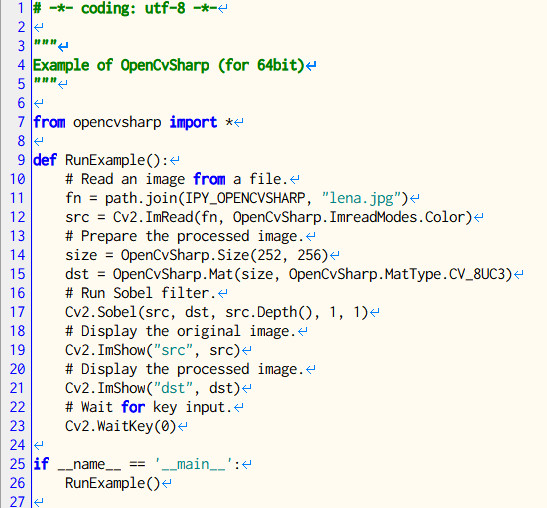 1 # -*- coding: utf-8 -*-↵
2 ↵
3 """↵
4 Example of OpenCvSharp (for 64bit)↵
5 """↵
6 ↵
7 from opencvsharp import *↵
8 ↵
9 def RunExample():↵
10     # Read an image from a file.↵
11     fn = path.join(IPY_OPENCVSHARP, "lena.jpg")↵
12     src = Cv2.ImRead(fn, OpenCvSharp.ImreadModes.Color)↵
13     # Prepare the processed image.↵
14     size = OpenCvSharp.Size(252, 256)↵
15     dst = OpenCvSharp.Mat(size, OpenCvSharp.MatType.CV_8UC3)↵
16     # Run Sobel filter.↵
17     Cv2.Sobel(src, dst, src.Depth(), 1, 1)↵
18     # Display the original image.↵
19     Cv2.ImShow("src", src)↵
20     # Display the processed image.↵
21     Cv2.ImShow("dst", dst)↵
22     # Wait for key input.↵
23     Cv2.WaitKey(0)↵
24 ↵
25 if __name__ == '__main__':↵
26     RunExample()↵
27 ↵